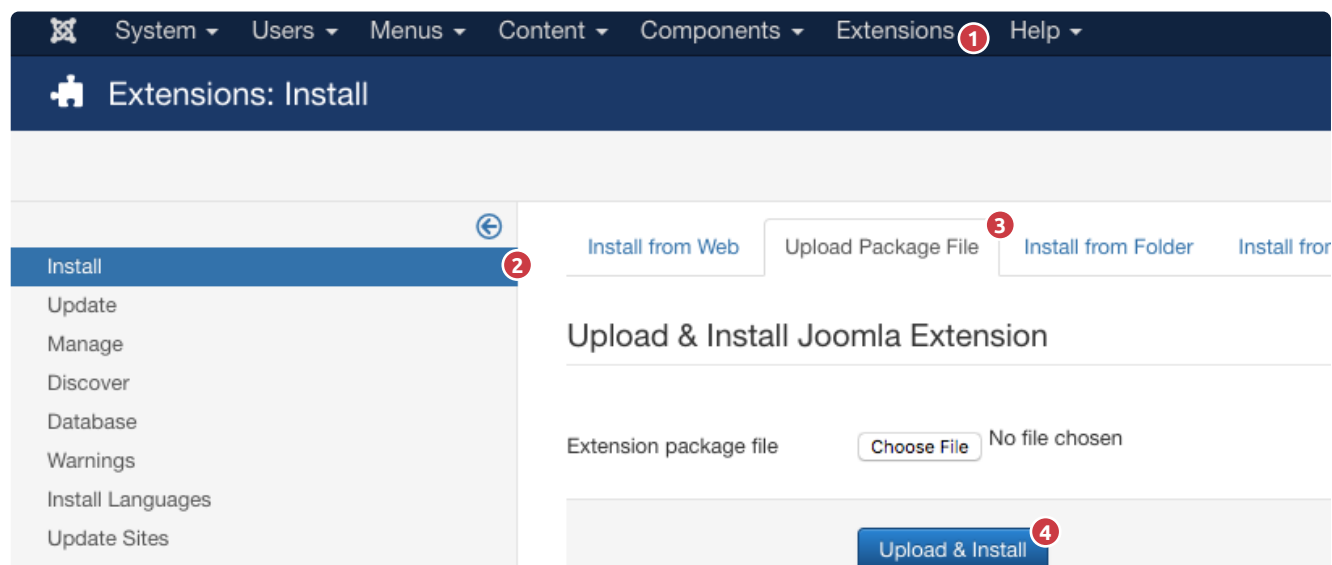 System Users Menus Content Components Extensions 1 Help
Extensions: Install
Install 2
Update
Manage
Discover
Database
Warnings
Install Languages
Update Sites
Install from Web Upload Package File 3 Install from Folder Install from
Upload & Install Joomla Extension
Extension package file Choose File No file chosen
Upload & Install 4